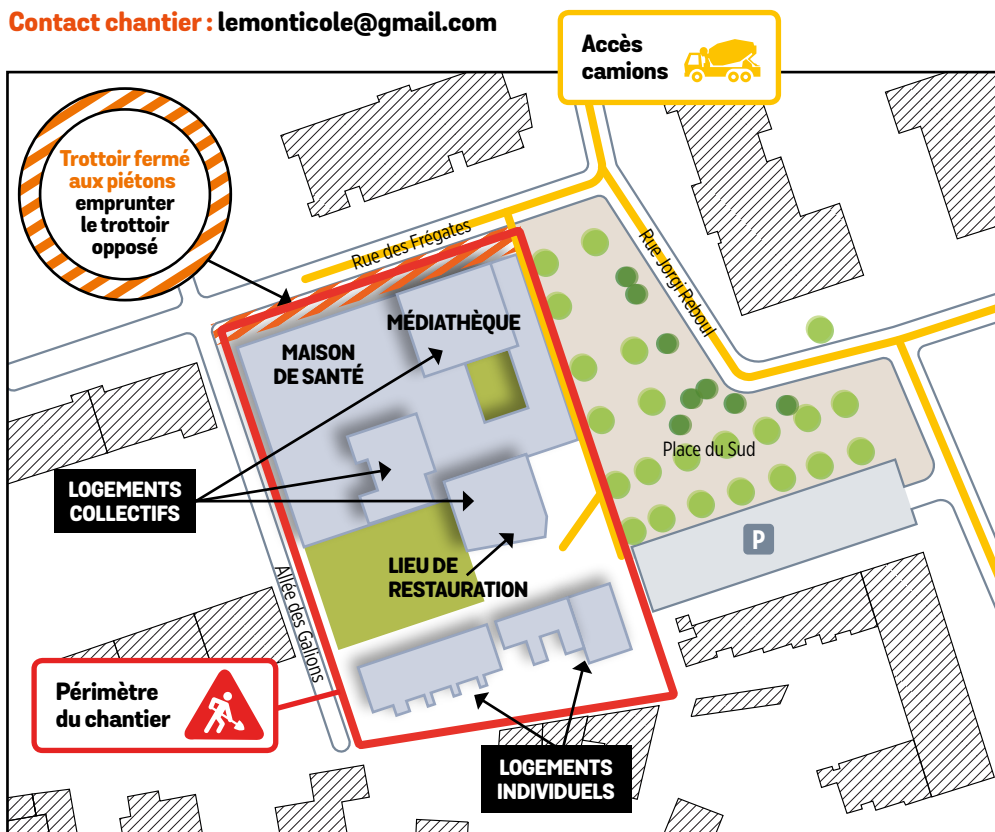 Contact chantier : lemonticole@gmail.com
Accès
camions
Trottoir fermé
aux piétons
emprunter
le trottoir
opposé
Rue des Frégates
Rue Jorgi Reboul
MÉDIATHÈQUE
MAISON
DE SANTÉ
Place du Sud
LOGEMENTS
COLLECTIFS
P
LIEU DE
RESTAURATION
Allée des Galions
Périmètre
du chantier
LOGEMENTS
INDIVIDUELS